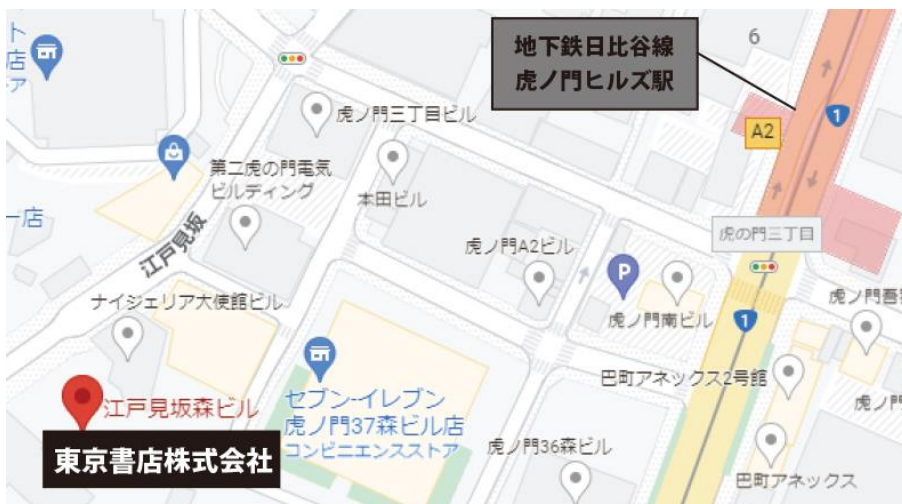 ト
店
ア
地下鉄日比谷線
虎ノ門ヒルズ駅
6
1
A2
虎ノ門三丁目ビル
第二虎の門電気
ビルディング
本田ビル
江戸見坂
ー店
虎ノ門A2ビル
虎の門三丁目
P
ナイジェリア大使館ビル
虎ノ門南ビル
1
虎ノ門吾
巴町アネックス2号館
江戸見坂森ビル
セブン-イレブン
虎ノ門37森ビル店
コンビニエンスストア
虎ノ門
東京書店株式会社
虎ノ門36森ビル
巴町アネックス